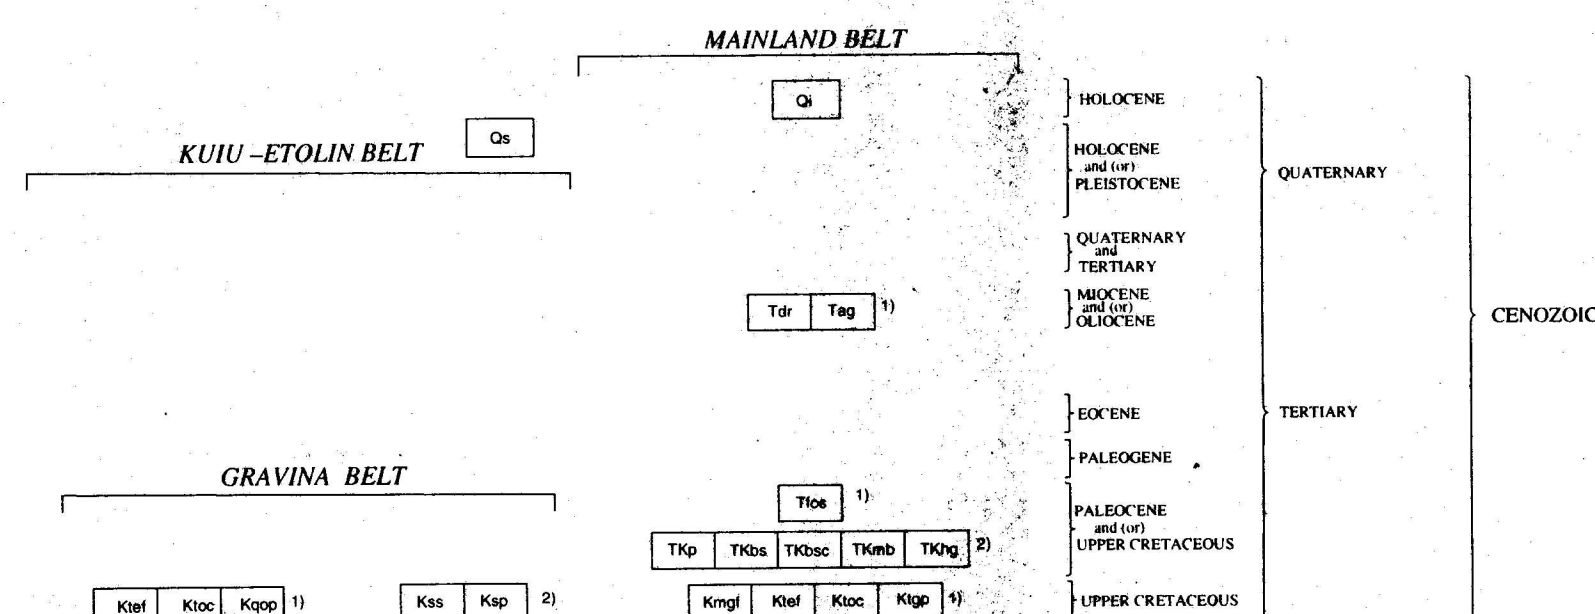 MAINLAND BELT
Qi
HOLOCENE
Qs
KUIU –ETOLIN BELT
HOLOCENE
and (or)
PLEISTOCENE
QUATERNARY
QUATERNARY
and
TERTIARY
Tdr Tag 1)
MIOCENE
and (or)
OLIOCENE
CENOZOIC
EOCENE
TERTIARY
PALEOGENE
GRAVINA BELT
Tfos 1)
PALEOCENE
and (or)
UPPER CRETACEOUS
TKp TKbs TKbsc TKmb TKhg 2)
Ktef Ktoc Kqop 1)
Kss Ksp 2)
Kmgf Ktef Ktoc Ktgp 1)
UPPER CRETACEOUS